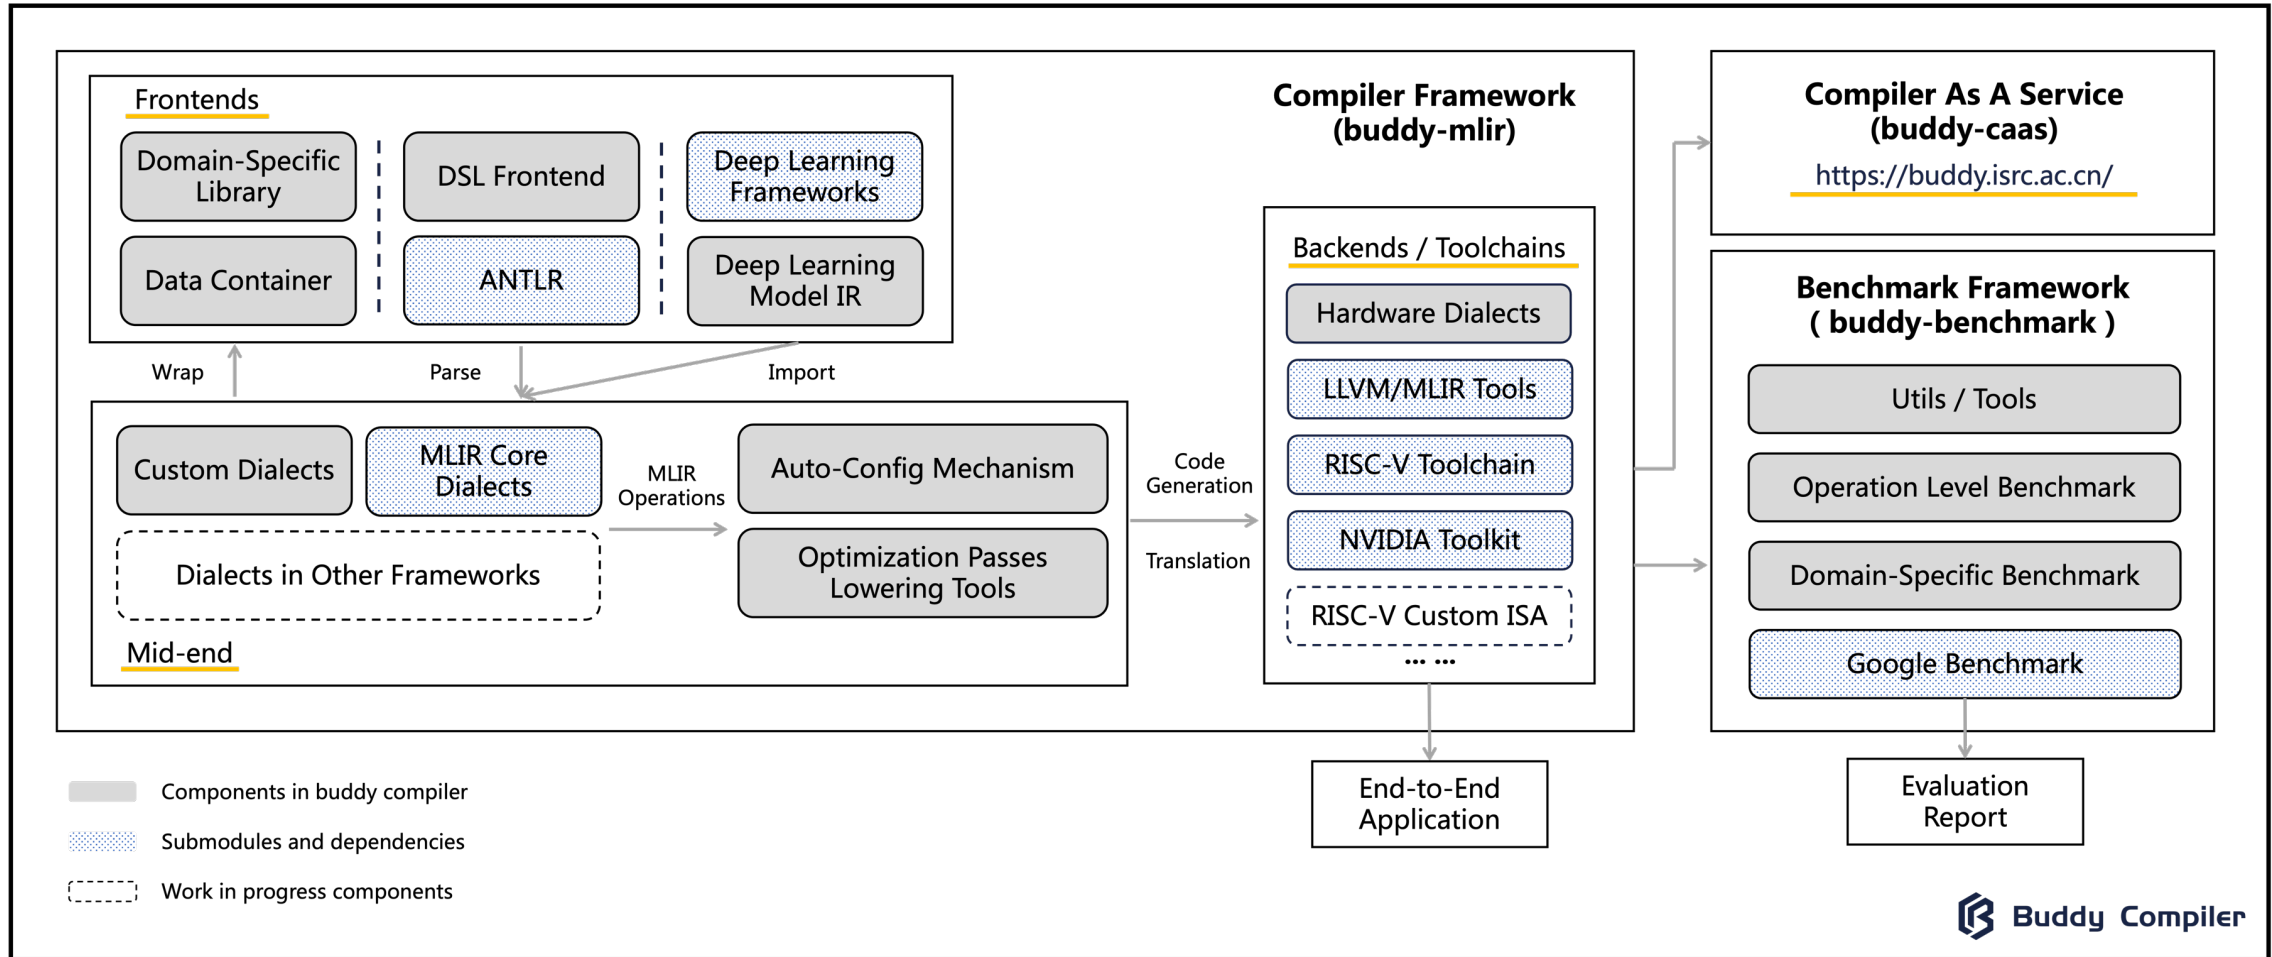 Frontends
Domain-Specific
Library
DSL Frontend
Deep Learning
Frameworks
Data Container
ANTLR
Deep Learning
Model IR
Wrap
Parse
Import
Custom Dialects
MLIR Core
Dialects
Dialects in Other Frameworks
Mid-end
MLIR
Operations
Auto-Config Mechanism
Optimization Passes
Lowering Tools
Code
Generation
Translation
Compiler Framework
(buddy-mlir)
Backends / Toolchains
Hardware Dialects
LLVM/MLIR Tools
RISC-V Toolchain
NVIDIA Toolkit
RISC-V Custom ISA
... ...
End-to-End
Application
Compiler As A Service
(buddy-caas)
https://buddy.isrc.ac.cn/
Benchmark Framework
( buddy-benchmark )
Utils / Tools
Operation Level Benchmark
Domain-Specific Benchmark
Google Benchmark
Evaluation
Report
Components in buddy compiler
Submodules and dependencies
Work in progress components
Buddy Compiler